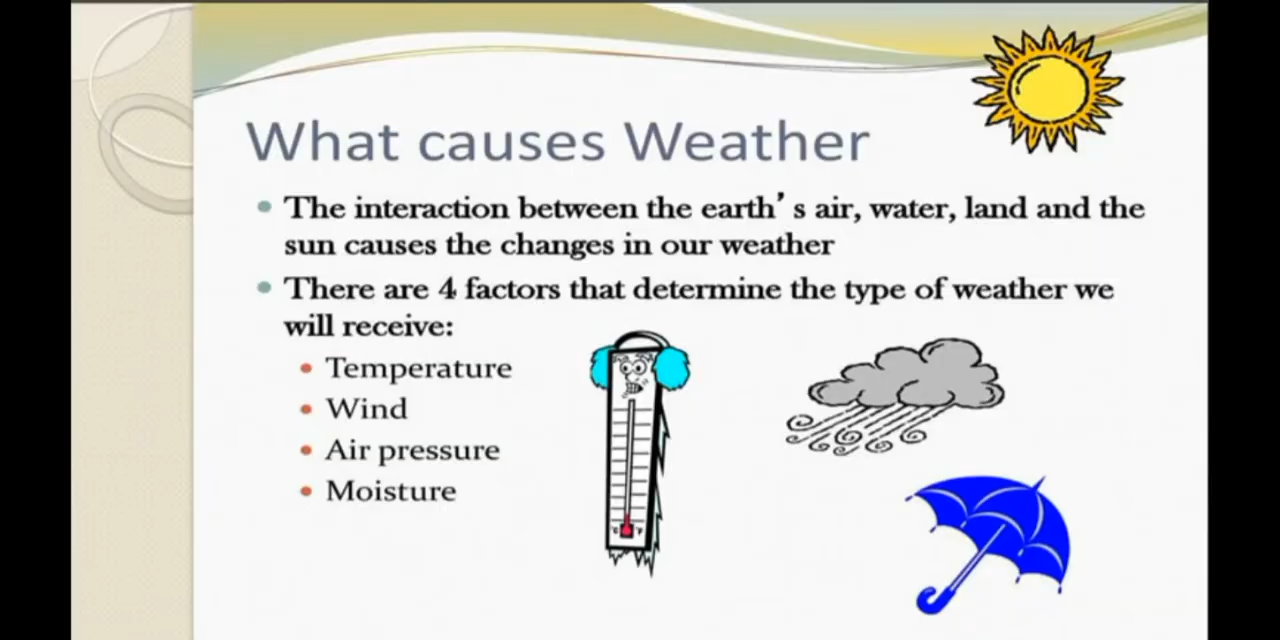 What causes Weather
• The interaction between the earth's air, water, land and the
sun causes the changes in our weather
• There are 4 factors that determine the type of weather we
will receive:
• Temperature
• Wind
• Air pressure
• Moisture